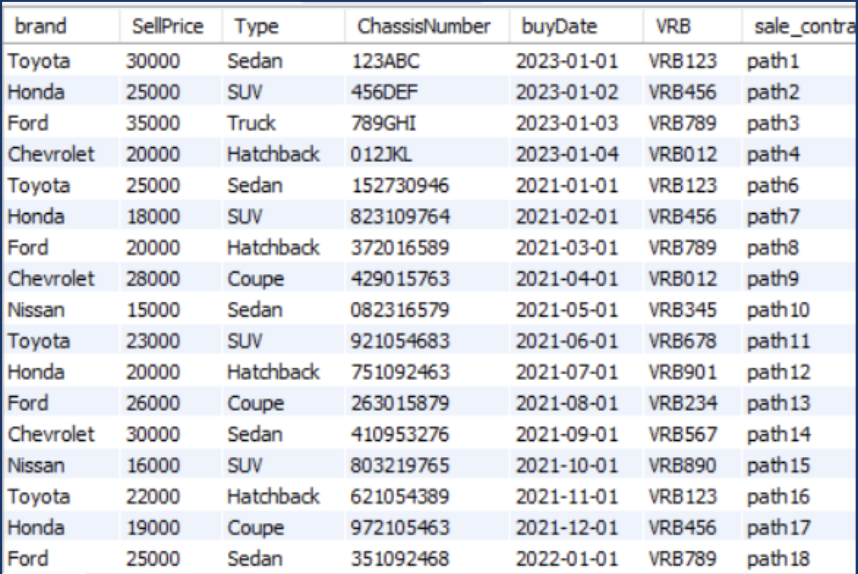 brand SellPrice Type ChassisNumber buyDate VRB sale_contra
Toyota 30000 Sedan 123ABC 2023-01-01 VRB123 path1
Honda 25000 SUV 456DEF 2023-01-02 VRB456 path2
Ford 35000 Truck 789GHI 2023-01-03 VRB789 path3
Chevrolet 20000 Hatchback 012JKL 2023-01-04 VRB012 path4
Toyota 25000 Sedan 152730946 2021-01-01 VRB123 path6
Honda 18000 SUV 823109764 2021-02-01 VRB456 path7
Ford 20000 Hatchback 372016589 2021-03-01 VRB789 path8
Chevrolet 28000 Coupe 429015763 2021-04-01 VRB012 path9
Nissan 15000 Sedan 082316579 2021-05-01 VRB345 path10
Toyota 23000 SUV 921054683 2021-06-01 VRB678 path11
Honda 20000 Hatchback 751092463 2021-07-01 VRB901 path12
Ford 26000 Coupe 263015879 2021-08-01 VRB234 path13
Chevrolet 30000 Sedan 410953276 2021-09-01 VRB567 path14
Nissan 16000 SUV 803219765 2021-10-01 VRB890 path15
Toyota 22000 Hatchback 621054389 2021-11-01 VRB123 path16
Honda 19000 Coupe 972105463 2021-12-01 VRB456 path17
Ford 25000 Sedan 351092468 2022-01-01 VRB789 path18